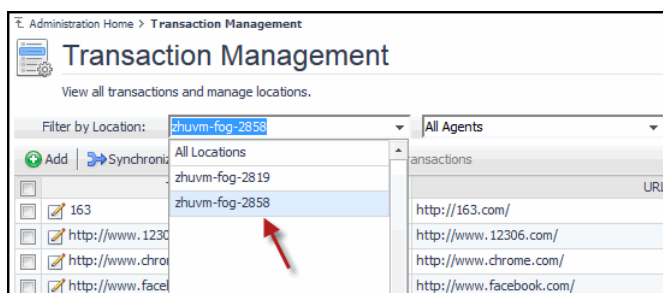 Administration Home > Transaction Management
Transaction Management
View all transactions and manage locations.
Filter by Location: zhuvm-fog-2858 All Agents
Add Synchroniz ansactions
All Locations
zhuvm-fog-2819
zhuvm-fog-2858
T URL
163 http://163.com/
http://www.1230 http://www.12306.com/
http://www.chro http://www.chrome.com/
http://www.facel http://www.facebook.com/